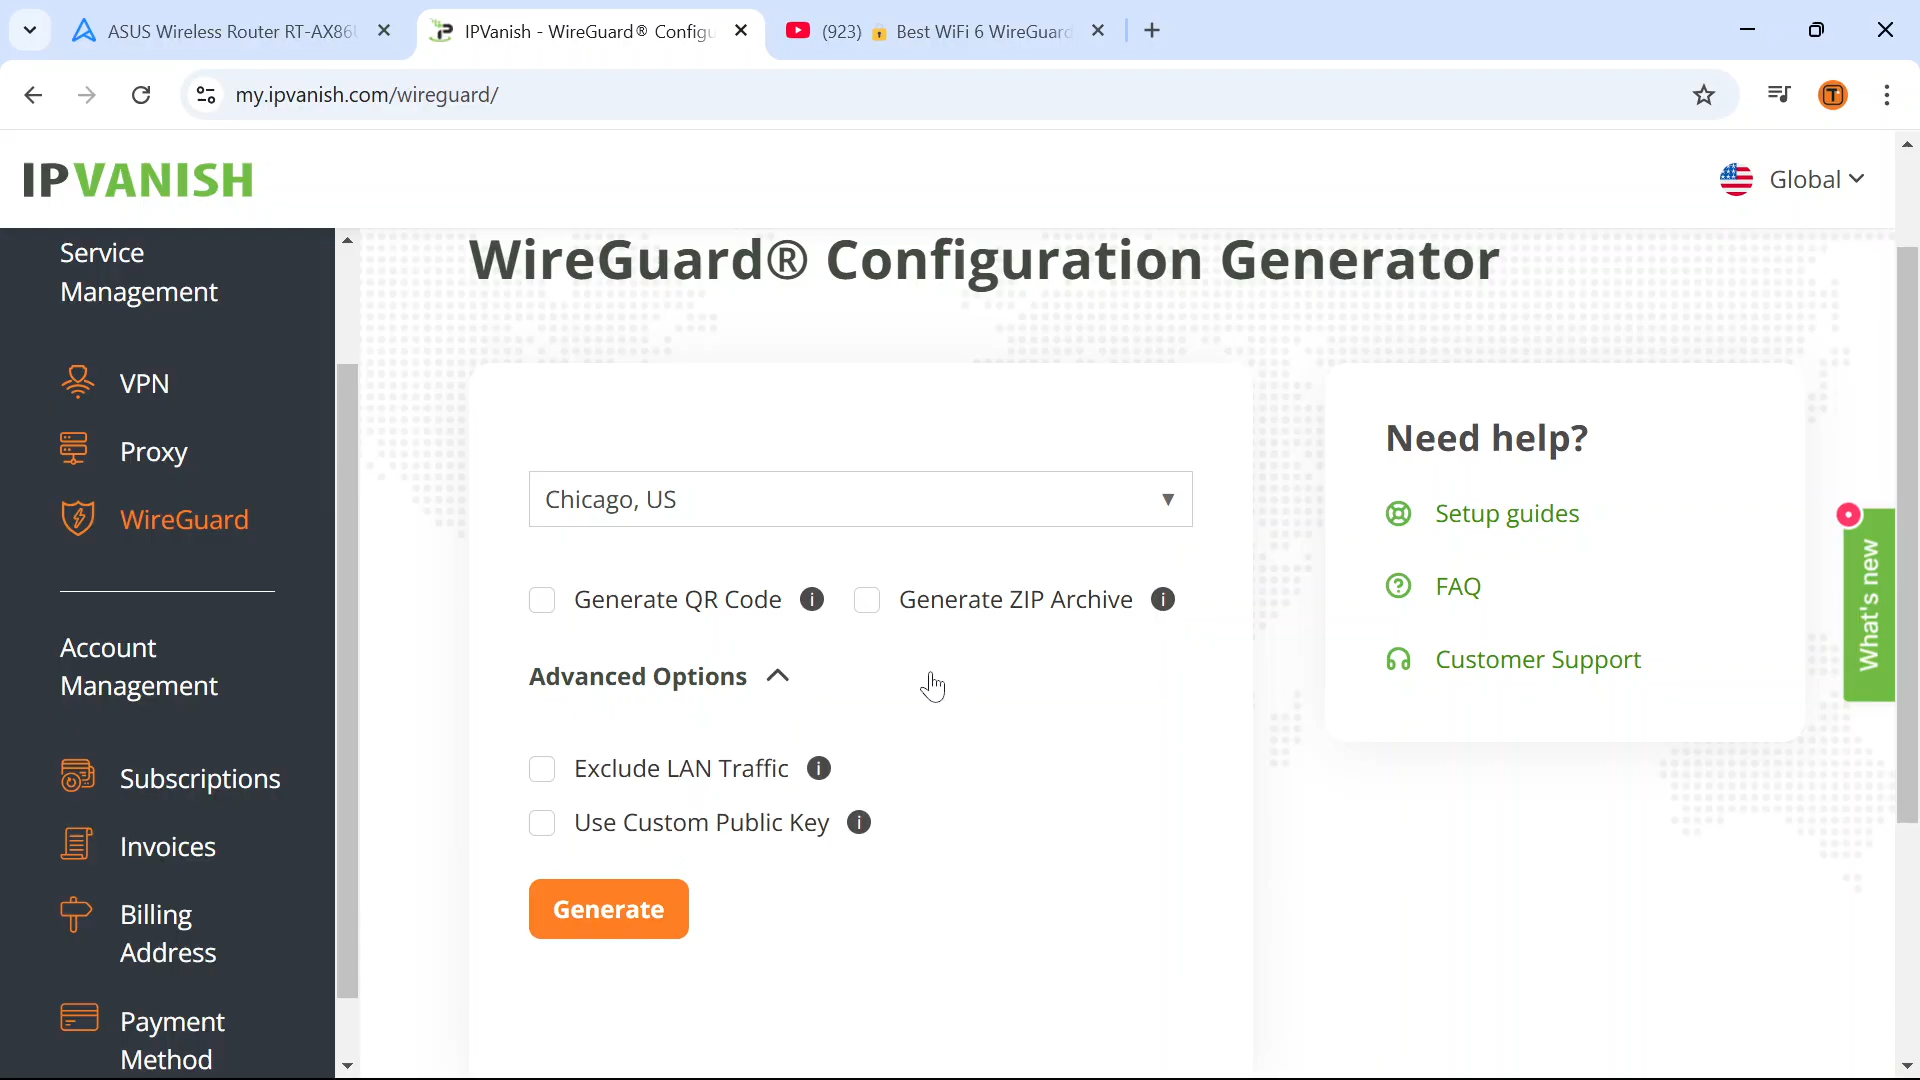 ASUS Wireless Router RT-AX86U
IPVanish - WireGuard® Configu
(923) 🔒 Best WiFi 6 WireGuard
my.ipvanish.com/wireguard/
T
IPVANISH
Global
Service
Management
VPN
Proxy
WireGuard
Account
Management
Subscriptions
Invoices
Billing
Address
Payment
Method
WireGuard® Configuration Generator
Chicago, US
Generate QR Code
Generate ZIP Archive
Advanced Options
Exclude LAN Traffic
Use Custom Public Key
Generate
Need help?
Setup guides
FAQ
Customer Support
What's new